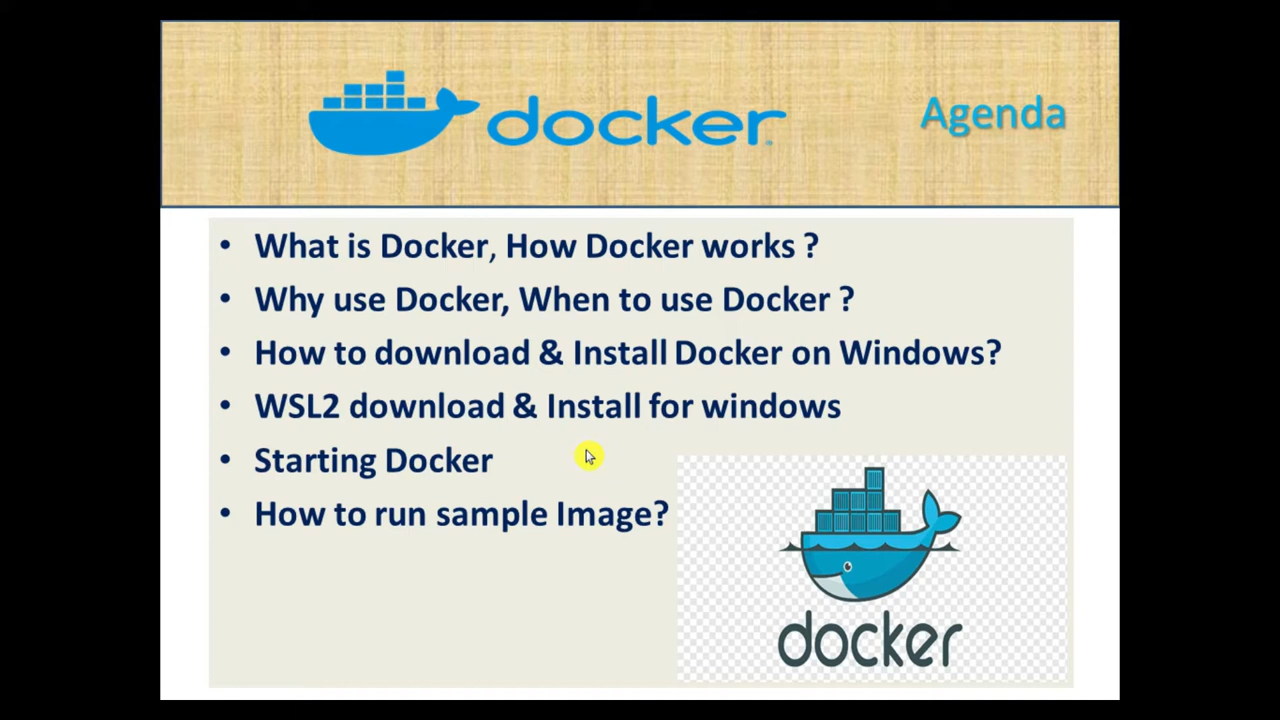 docker
Agenda
• What is Docker, How Docker works ?
• Why use Docker, When to use Docker ?
• How to download & Install Docker on Windows?
• WSL2 download & Install for windows
• Starting Docker
• How to run sample Image?
docker